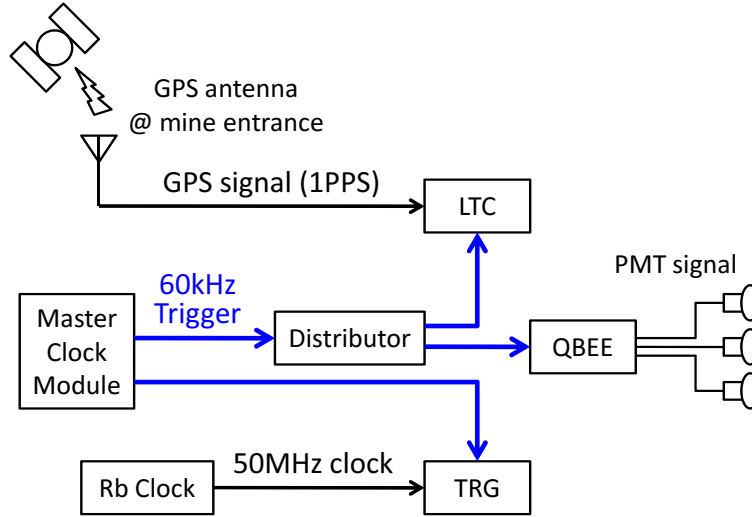 GPS antenna
@ mine entrance
GPS signal (1PPS)
LTC
PMT signal
60kHz
Trigger
Master
Clock
Module
Distributor
QBEE
50MHz clock
Rb Clock
TRG